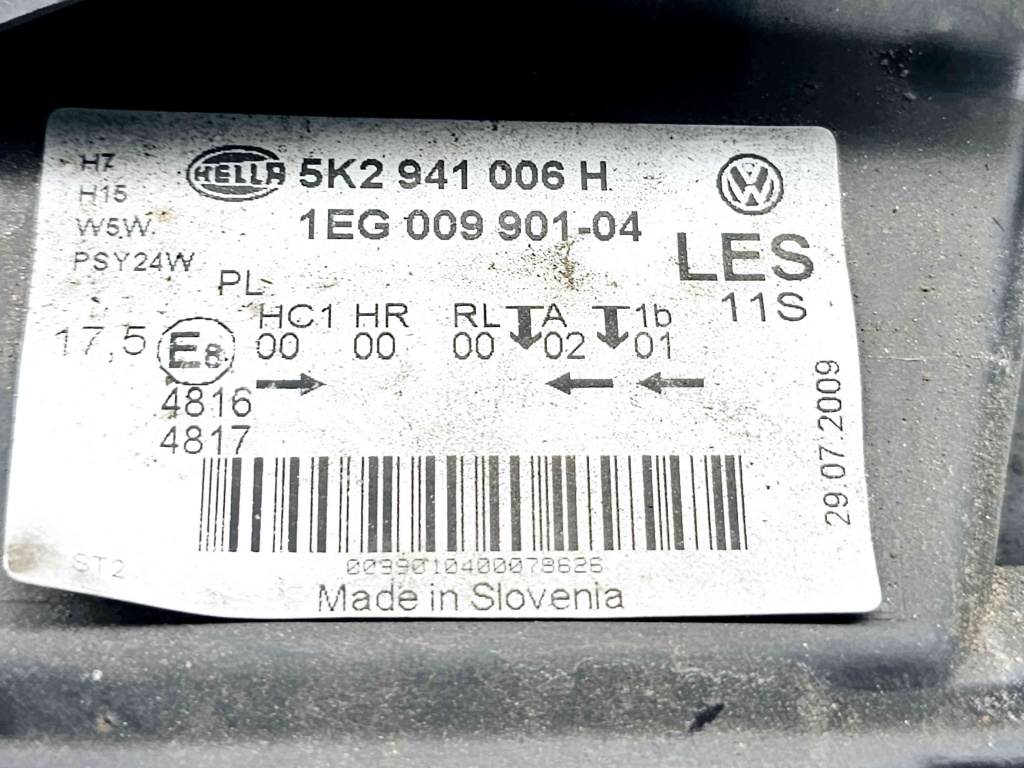 H7
H15
W5W
PSY24W
HELLA 5K2 941 006 H
1EG 009 901-04
LES
11S
PL
HC1 HR RL A 1b
17,5 E8 00 00 00 02 01
4816
4817
29.07.2009
0039010400078626
ST2
Made in Slovenia